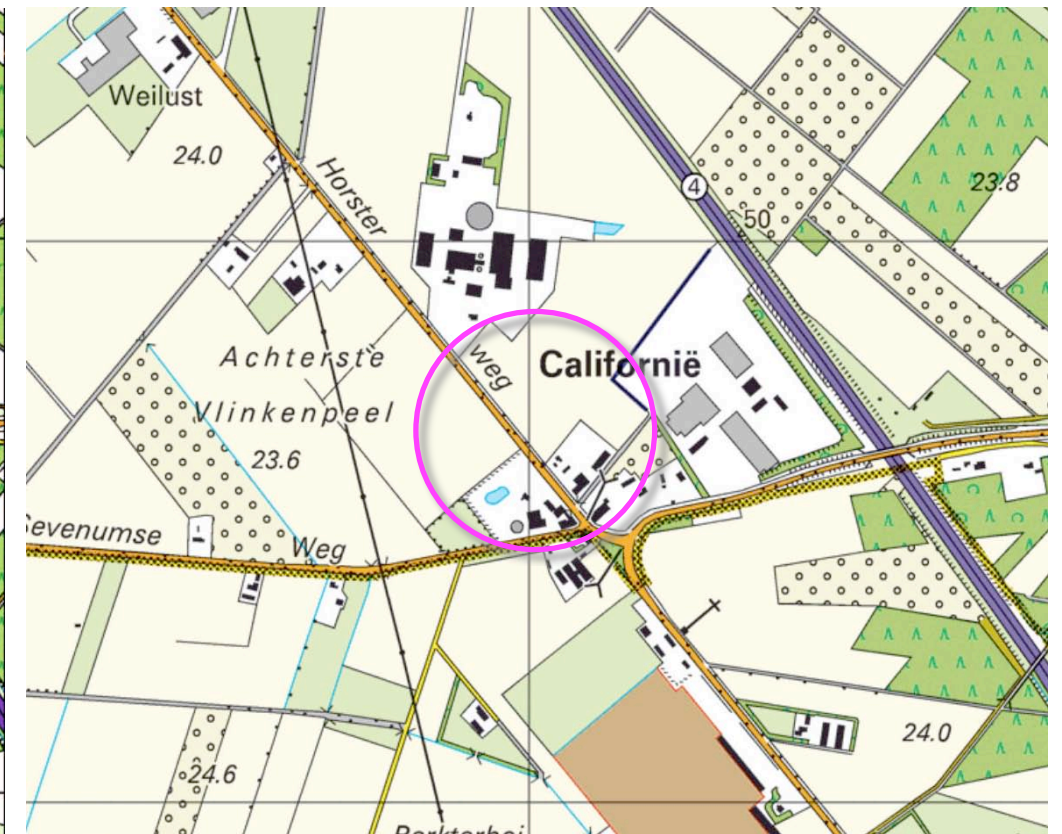 Weilust
24.0
Horster
weg
4
50
23.8
Californië
Achterste
Vlinkenpeel
23.6
Sevenumse Weg
24.0
24.6